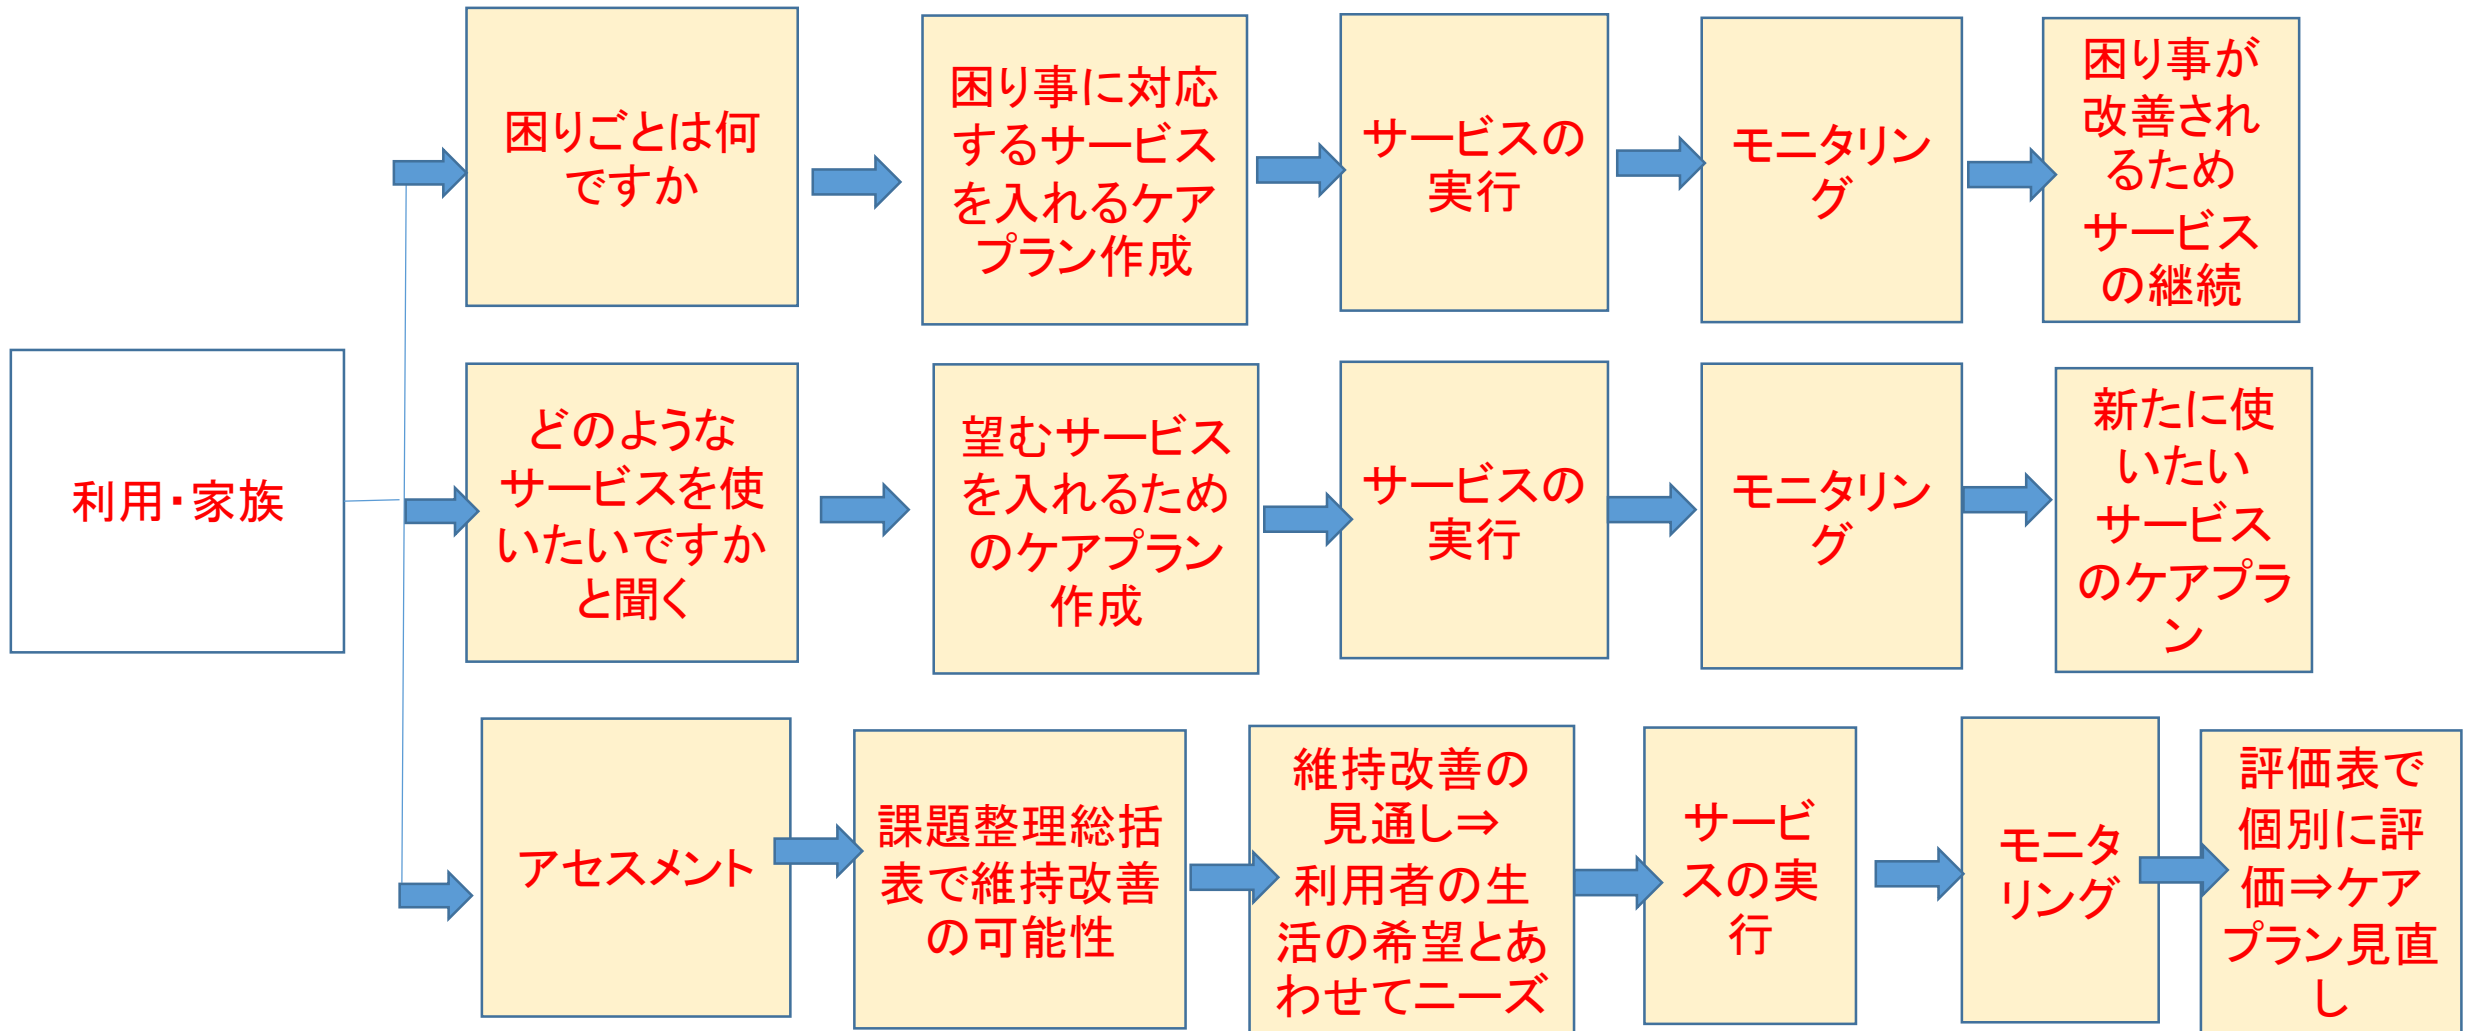 利用・家族
困りごとは何
ですか
困り事に対応
するサービス
を入れるケア
プラン作成
サービスの
実行
モニタリン
グ
困り事が
改善され
るため
サービス
の継続
どのような
サービスを使
いたいですか
と聞く
望むサービス
を入れるため
のケアプラン
作成
サービスの
実行
モニタリン
グ
新たに使
いたい
サービス
のケアプラ
ン
アセスメント
課題整理総括
表で維持改善
の可能性
維持改善の
見通し⇒
利用者の生
活の希望とあ
わせてニーズ
サービ
スの実
行
モニタ
リング
評価表で
個別に評
価⇒ケア
プラン見直
し